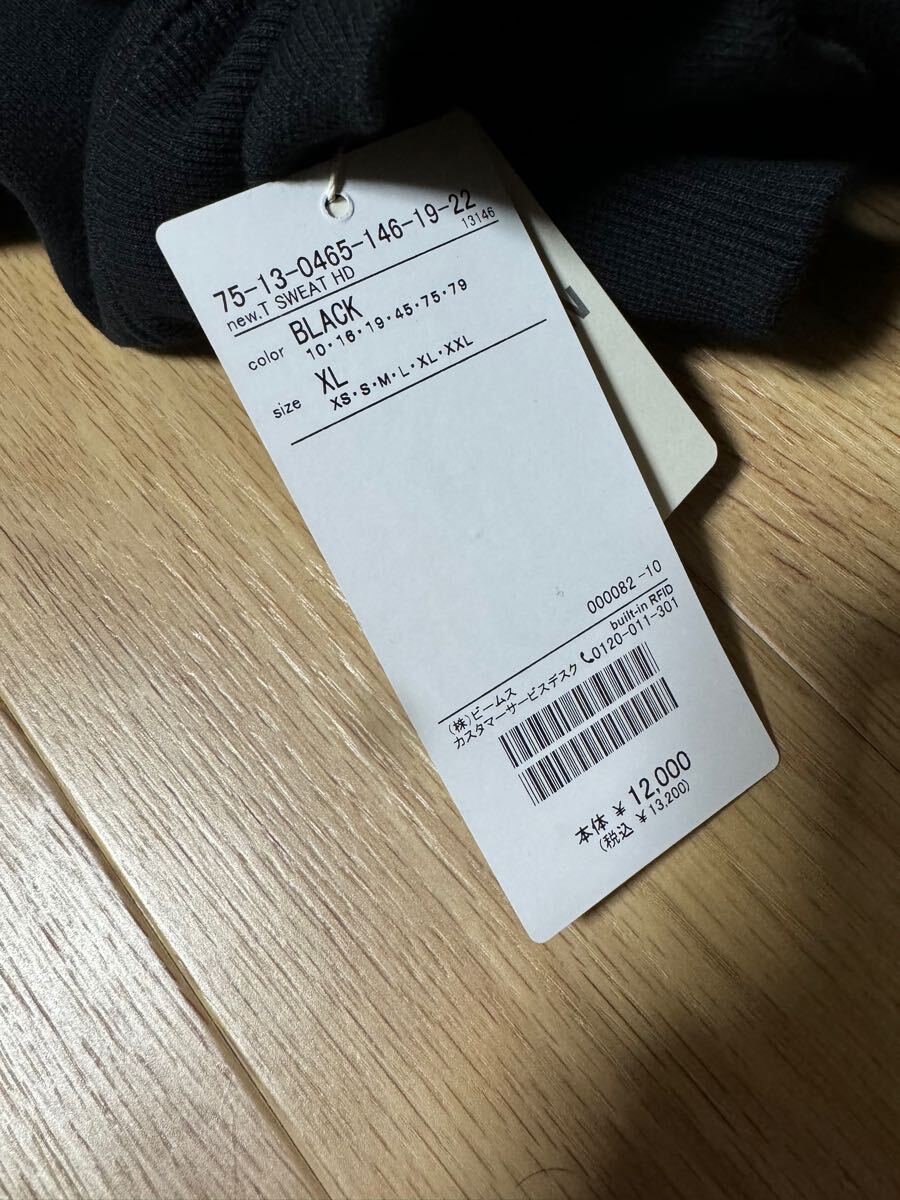 75-13-0465-146-19-22
new.T SWEAT HD 13146
color BLACK
10・16・19・45・75・79
size XL
XS・S・M・L・XL・XXL
000082 -10
built-in RFID
(株)ビームス
カスタマーサービスデスク 0120-011-301
本体 ¥ 12,000
(税込 ¥ 13,200)